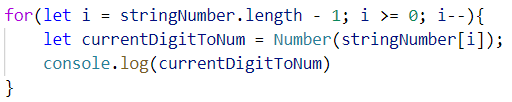 for(let i = stringNumber.length - 1; i >= 0; i--){
    let currentDigitToNum = Number(stringNumber[i]);
    console.log(currentDigitToNum)
}